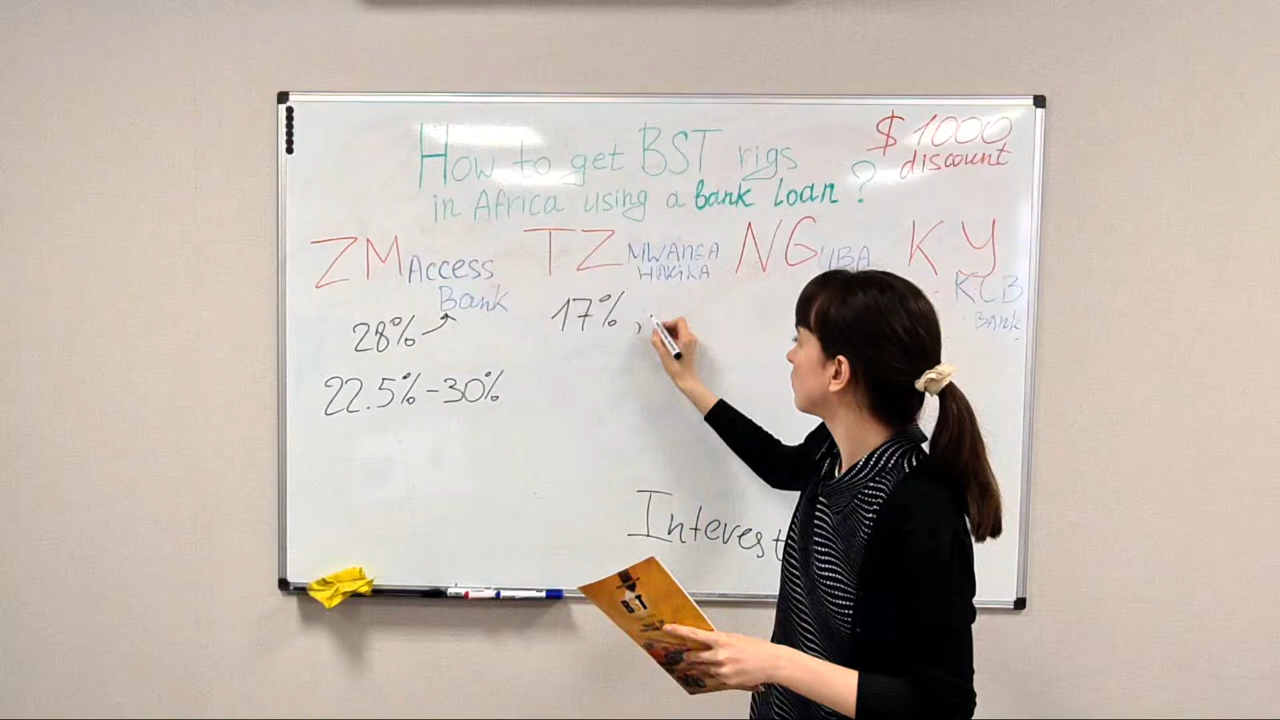 How to get BST rigs
in Africa using a bank loan?
$1000
discount
ZM Access
Bank
28%
22.5%-30%
TZ MWANGA
HAKIKA
17%,
NG UBA
KY
KCB
BANK
Interest
BST